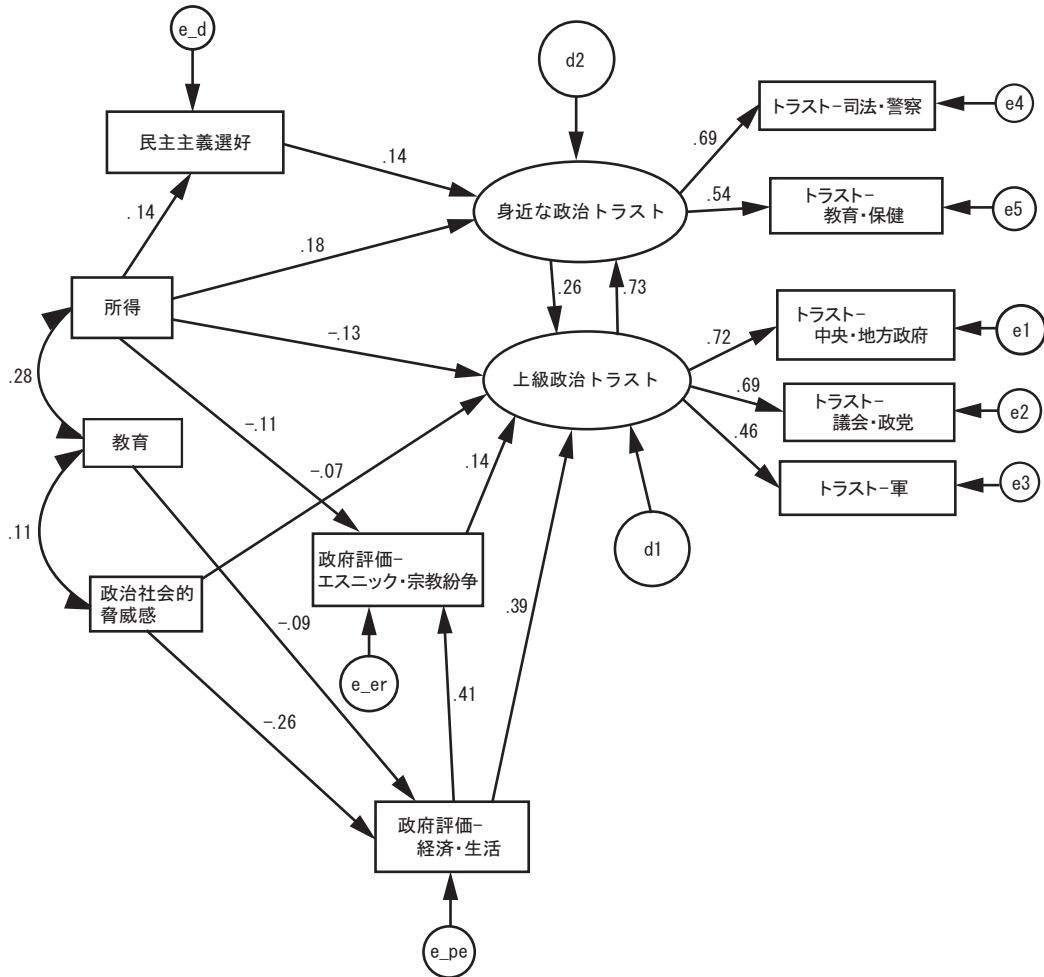 e_d
d2
民主主義選好
トラスト−司法・警察
e4
.14
.69
.14
身近な政治トラスト
.54
トラスト−
教育・保健
e5
.18
所得
.26
.73
−.13
.72
トラスト−
中央・地方政府
e1
.28
上級政治トラスト
.69
トラスト−
議会・政党
e2
教育
−.11
.46
−.07
.14
トラスト−軍
e3
.11
政府評価−
エスニック・宗教紛争
d1
政治社会的
脅威感
.39
−.09
e_er
.41
−.26
政府評価−
経済・生活
e_pe